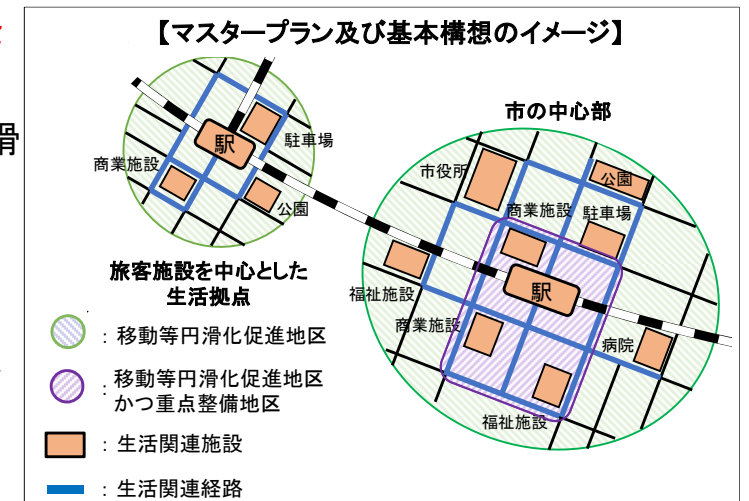 【マスタープラン及び基本構想のイメージ】
市の中心部
駅
駐車場
商業施設
公園
滑
旅客施設を中心とした
生活拠点
市役所
公園
商業施設
駐車場
駅
福祉施設
商業施設
病院
福祉施設
：移動等円滑化促進地区
：移動等円滑化促進地区
かつ重点整備地区
：生活関連施設
：生活関連経路